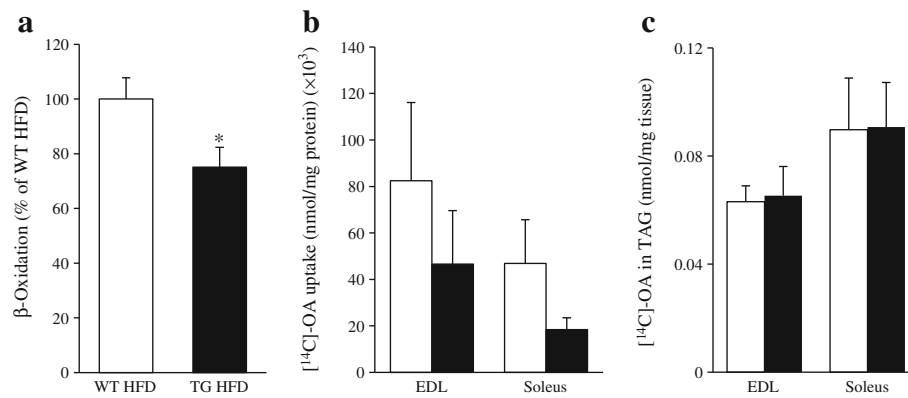 a
β-Oxidation (% of WT HFD)
120
100
80
60
40
20
0
*
WT HFD
TG HFD
b
[¹⁴C]-OA uptake (nmol/mg protein) (×10³)
140
120
100
80
60
40
20
0
EDL
Soleus
c
[¹⁴C]-OA in TAG (nmol/mg tissue)
0.12
0.08
0.04
0
EDL
Soleus